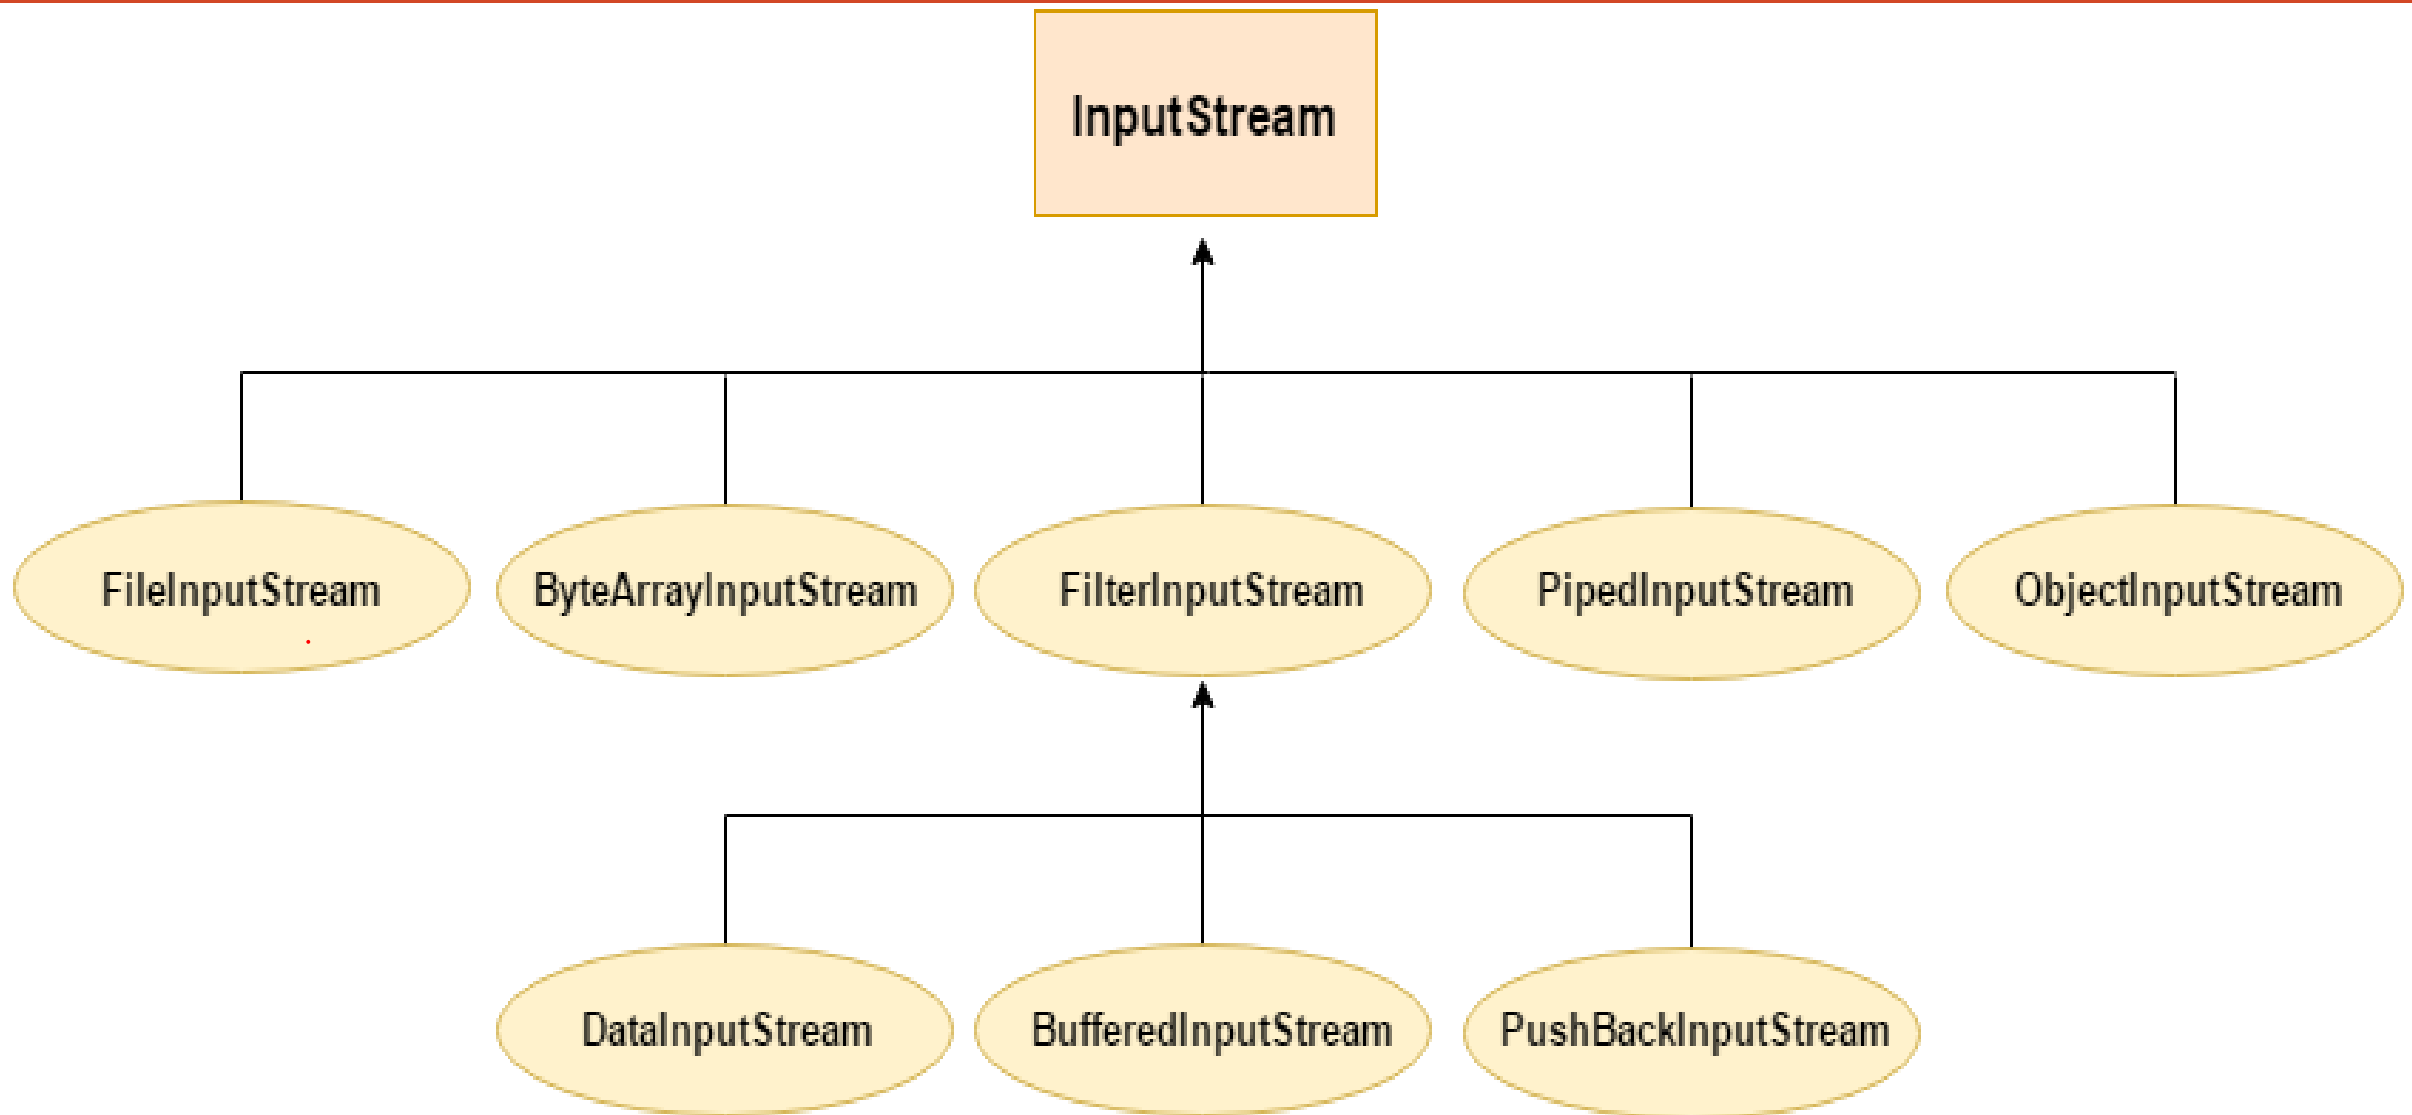 InputStream
FileInputStream
ByteArrayInputStream
FilterInputStream
PipedInputStream
ObjectInputStream
DataInputStream
BufferedInputStream
PushBackInputStream